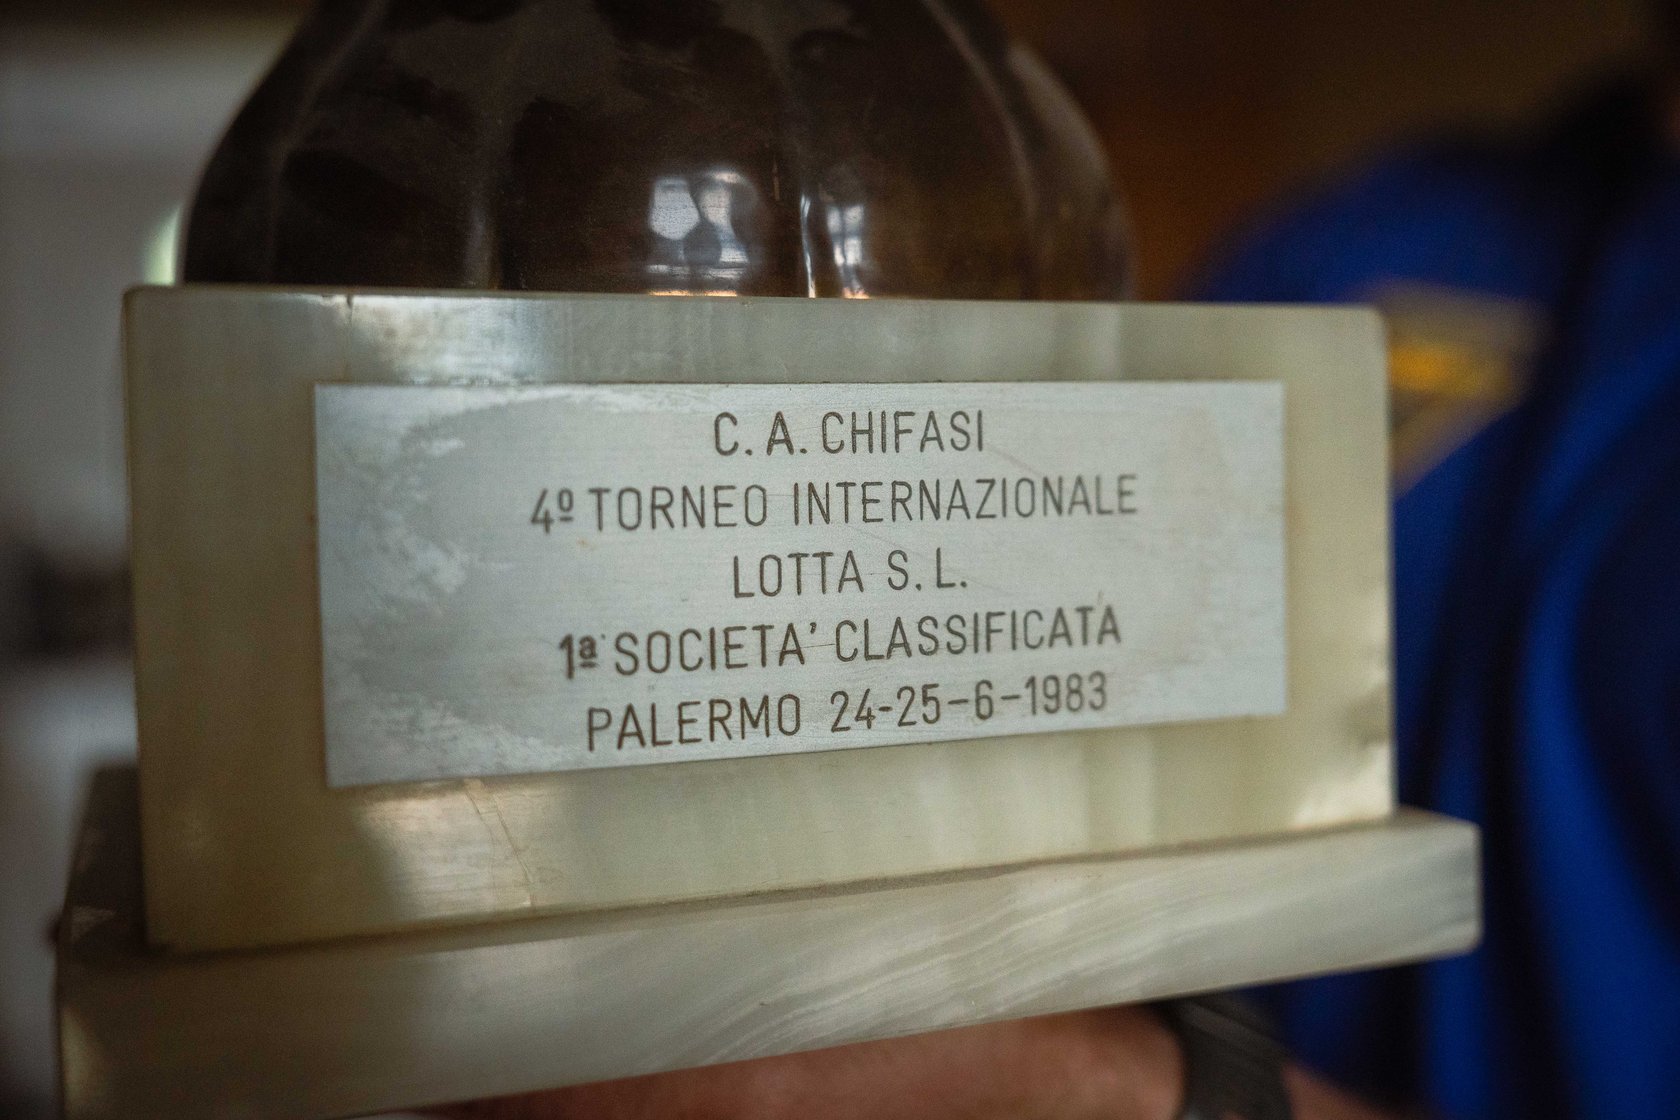 C. A. CHIFASI
4º TORNEO INTERNAZIONALE
LOTTA S. L.
1ª SOCIETA' CLASSIFICATA
PALERMO 24-25-6-1983